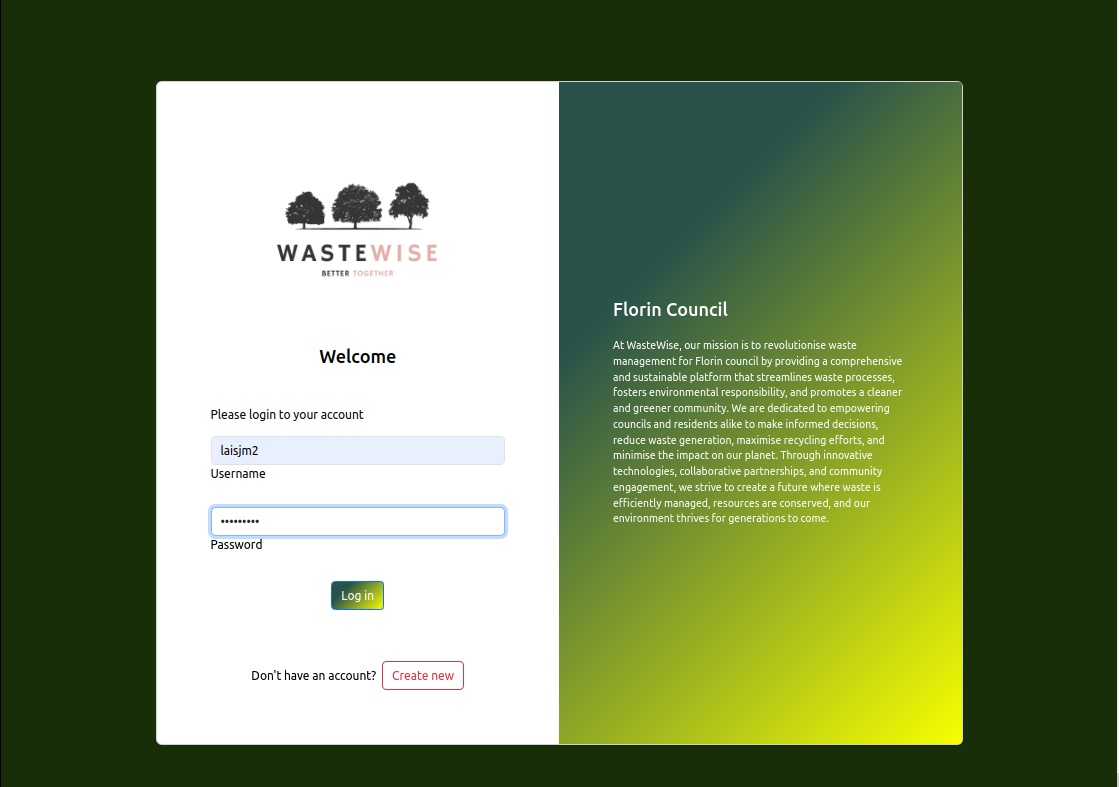 WASTEWISE
BETTER TOGETHER
Welcome
Please login to your account
laisjm2
Username
•••••••••
Password
Log in
Don't have an account? Create new
Florin Council
At WasteWise, our mission is to revolutionise waste
management for Florin council by providing a comprehensive
and sustainable platform that streamlines waste processes,
fosters environmental responsibility, and promotes a cleaner
and greener community. We are dedicated to empowering
councils and residents alike to make informed decisions,
reduce waste generation, maximise recycling efforts, and
minimise the impact on our planet. Through innovative
technologies, collaborative partnerships, and community
engagement, we strive to create a future where waste is
efficiently managed, resources are conserved, and our
environment thrives for generations to come.